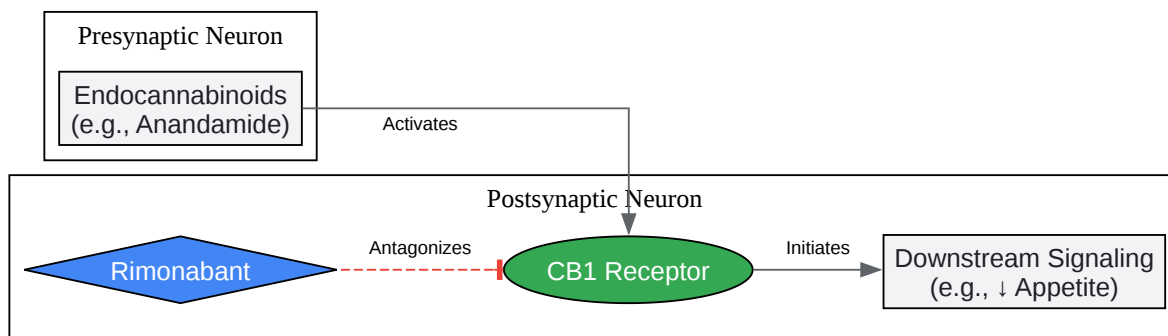 Presynaptic Neuron
Endocannabinoids
(e.g., Anandamide)
Activates
Postsynaptic Neuron
Rimonabant
Antagonizes
CB1 Receptor
Initiates
Downstream Signaling
(e.g., ↓ Appetite)